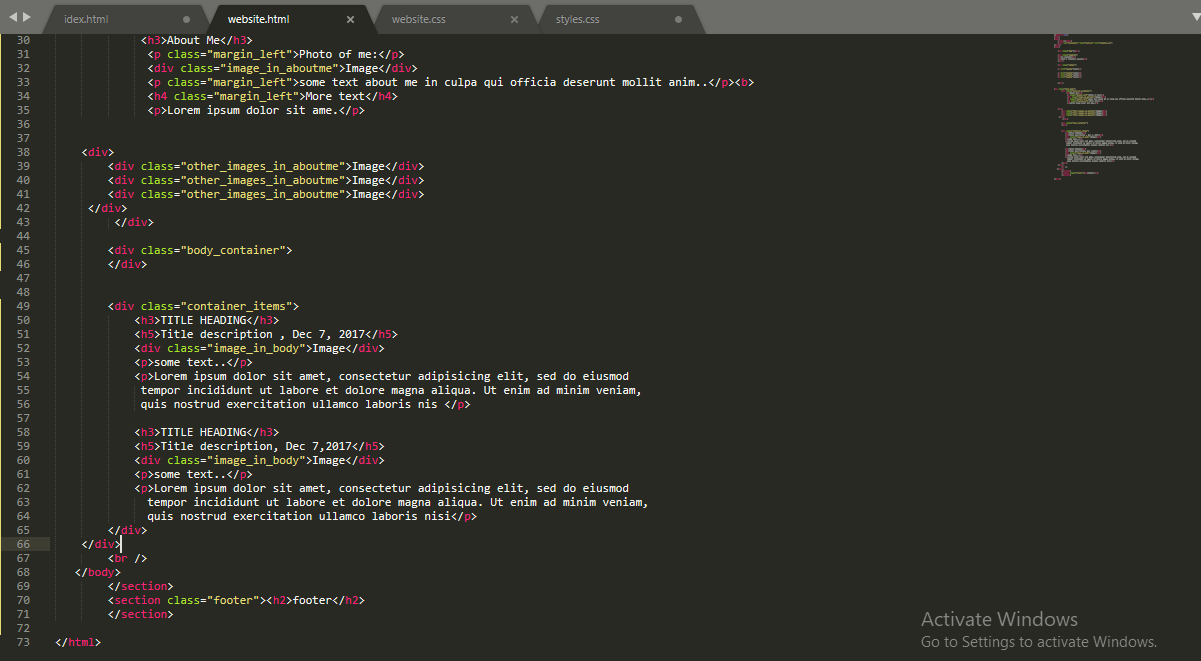 idex.html
website.html
website.css
styles.css
30 <h3>About Me</h3>
31 <p class="margin_left">Photo of me:</p>
32 <div class="image_in_aboutme">Image</div>
33 <p class="margin_left">some text about me in culpa qui officia deserunt mollit anim..</p><b>
34 <h4 class="margin_left">More text</h4>
35 <p>Lorem ipsum dolor sit ame.</p>
36
37
38 <div>
39 <div class="other_images_in_aboutme">Image</div>
40 <div class="other_images_in_aboutme">Image</div>
41 <div class="other_images_in_aboutme">Image</div>
42 </div>
43 </div>
44
45 <div class="body_container">
46 </div>
47
48
49 <div class="container_items">
50 <h3>TITLE HEADING</h3>
51 <h5>Title description , Dec 7, 2017</h5>
52 <div class="image_in_body">Image</div>
53 <p>some text..</p>
54 <p>Lorem ipsum dolor sit amet, consectetur adipisicing elit, sed do eiusmod
55 tempor incididunt ut labore et dolore magna aliqua. Ut enim ad minim veniam,
56 quis nostrud exercitation ullamco laboris nis </p>
57
58 <h3>TITLE HEADING</h3>
59 <h5>Title description, Dec 7,2017</h5>
60 <div class="image_in_body">Image</div>
61 <p>some text..</p>
62 <p>Lorem ipsum dolor sit amet, consectetur adipisicing elit, sed do eiusmod
63 tempor incididunt ut labore et dolore magna aliqua. Ut enim ad minim veniam,
64 quis nostrud exercitation ullamco laboris nisi</p>
65 </div>
66 </div>
67 <br />
68 </body>
69 </section>
70 <section class="footer"><h2>footer</h2>
71 </section>
72
73 </html>
Activate Windows
Go to Settings to activate Windows.